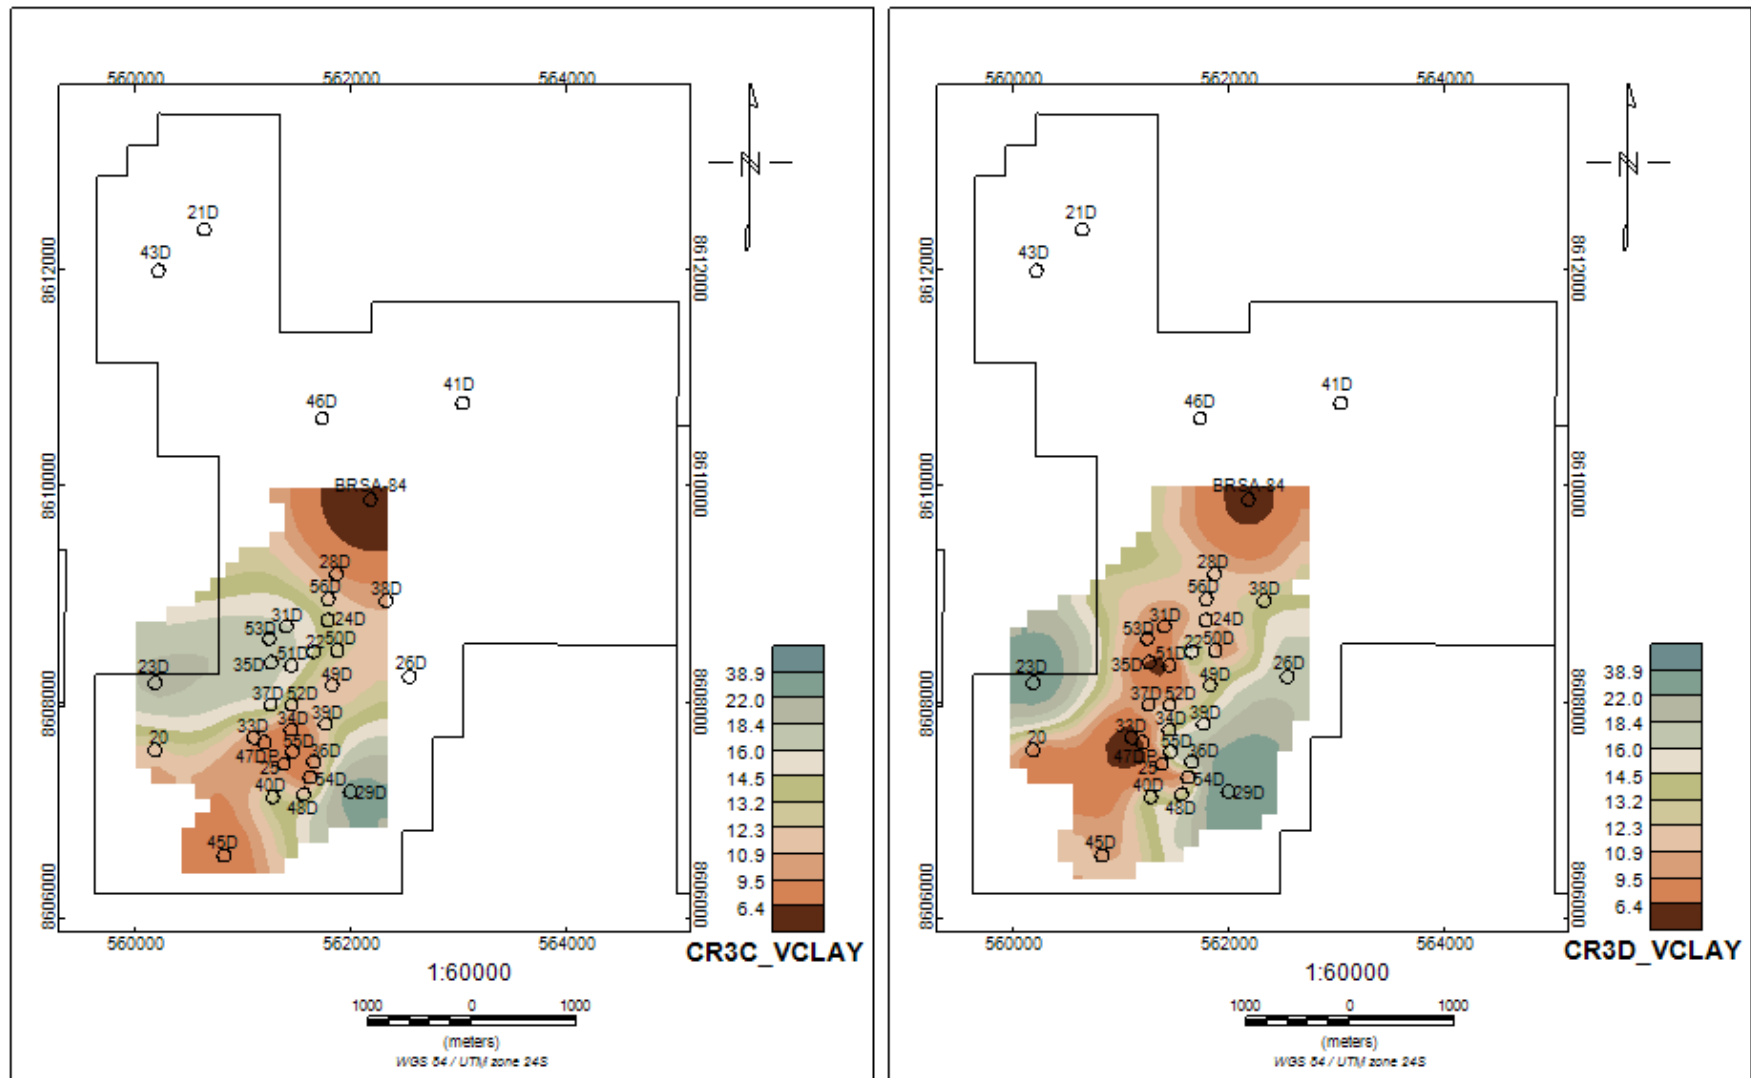 560000 562000 564000
21D
43D
8612000 8612000
41D
46D
BRSA-84
8610000 8610000
28D
56D 38D
31D 24D
53D 22 50D
35D 51D
23D 49D 26D
8608000 8608000
37D 52D
34D 39D
33D
20 55D
47D 36D
25
40D 54D
48D 29D
45D
8606000 8606000
38.9
22.0
18.4
16.0
14.5
13.2
12.3
10.9
9.5
6.4
CR3C_VCLAY
560000 562000 564000
1:60000
1000 0 1000
(meters)
WGS 84 / UTM zone 24S
560000 562000 564000
21D
43D
8612000 8612000
41D
46D
BRSA-84
8610000 8610000
28D
56D 38D
31D 24D
53D 22 50D
35D 51D
23D 49D 26D
8608000 8608000
37D 52D
34D 39D
33D
20 55D
47D 36D
25
40D 54D
48D 29D
45D
8606000 8606000
38.9
22.0
18.4
16.0
14.5
13.2
12.3
10.9
9.5
6.4
CR3D_VCLAY
560000 562000 564000
1:60000
1000 0 1000
(meters)
WGS 84 / UTM zone 24S